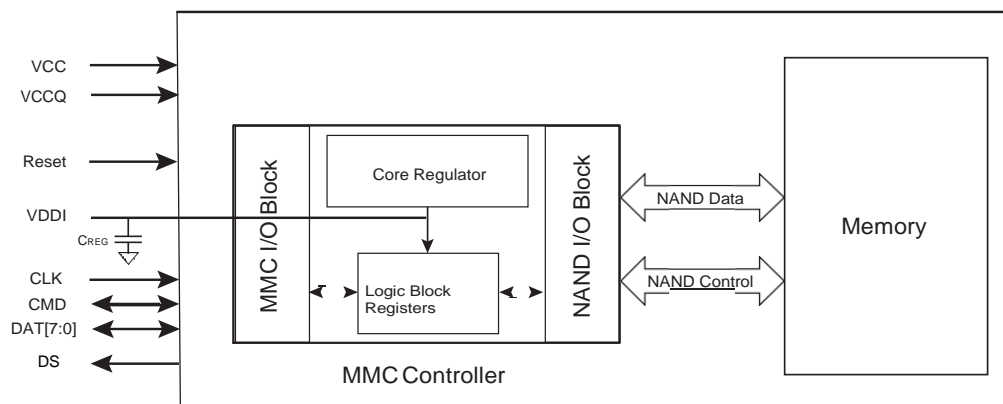 VCC
VCCQ
Reset
VDDI
CREG
CLK
CMD
DAT[7:0]
DS
MMC I/O Block
Core Regulator
Logic Block
Registers
NAND I/O Block
NAND Data
NAND Control
Memory
MMC Controller